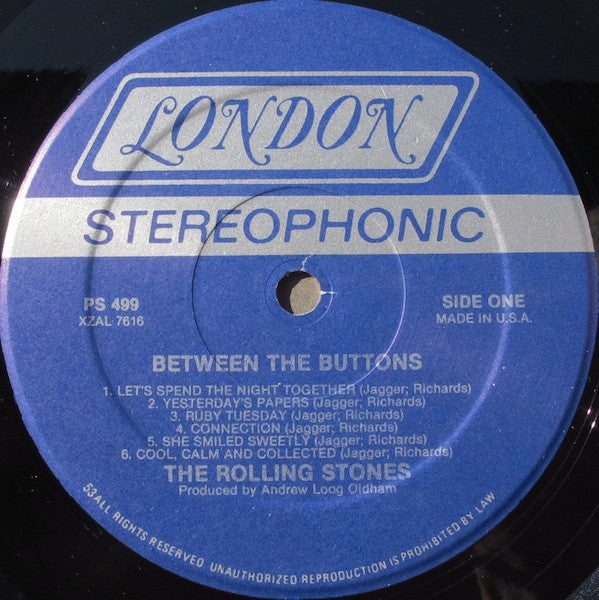 LONDON
STEREOPHONIC
PS 499
XZAL 7616
SIDE ONE
MADE IN U.S.A.
BETWEEN THE BUTTONS
1. LET'S SPEND THE NIGHT TOGETHER (Jagger; Richards)
2. YESTERDAY'S PAPERS (Jagger; Richards)
3. RUBY TUESDAY (Jagger; Richards)
4. CONNECTION (Jagger; Richards)
5. SHE SMILED SWEETLY (Jagger; Richards)
6. COOL, CALM AND COLLECTED (Jagger; Richards)
THE ROLLING STONES
Produced by Andrew Loog Oldham
53 ALL RIGHTS RESERVED UNAUTHORIZED REPRODUCTION IS PROHIBITED BY LAW